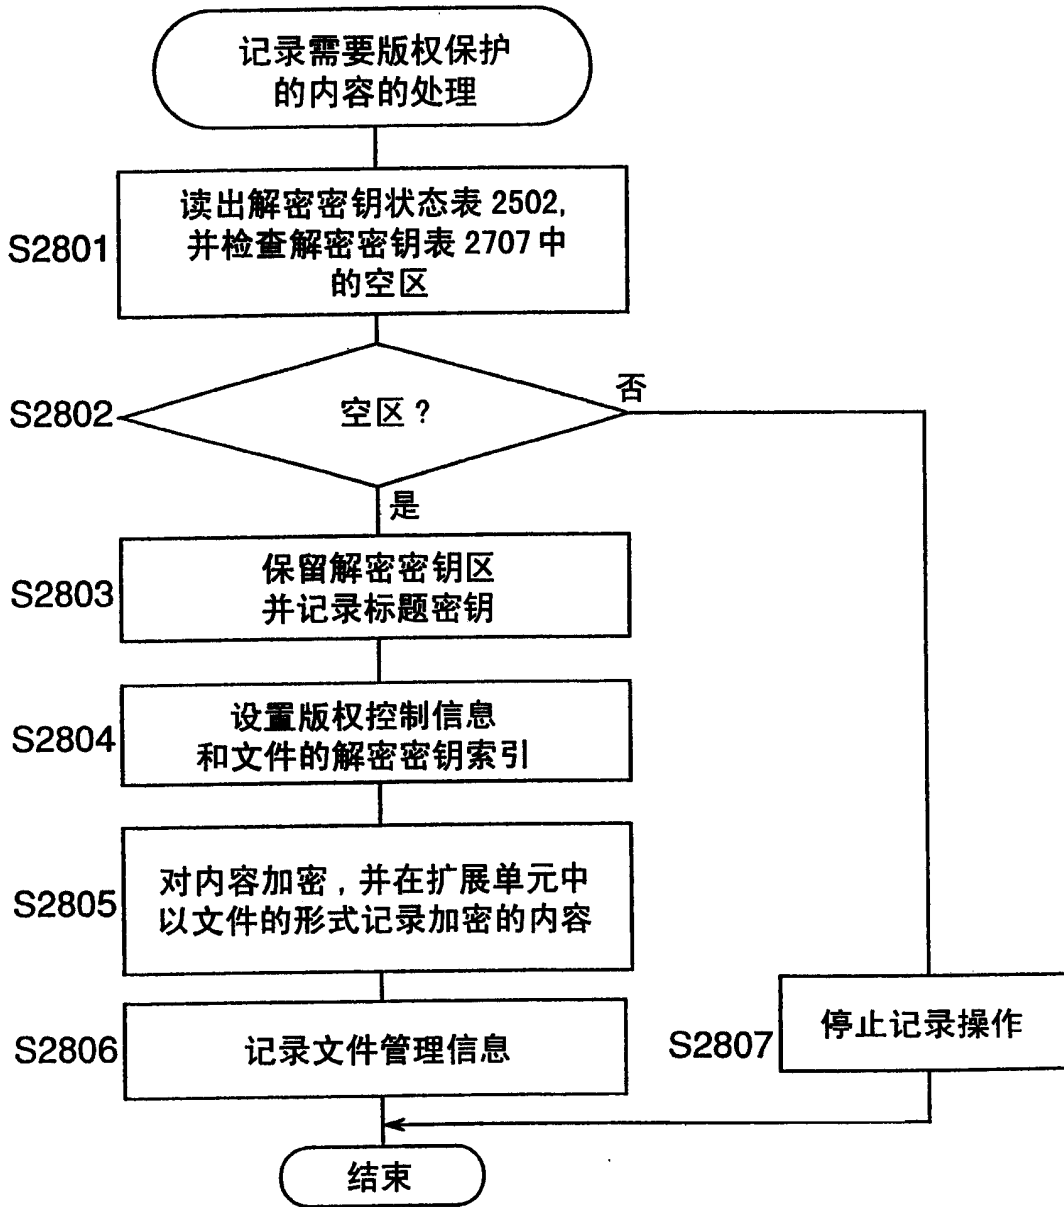 记录需要版权保护
的内容的处理
S2801
读出解密密钥状态表 2502,
并检查解密密钥表 2707 中
的空区
S2802
空区?
否
是
S2803
保留解密密钥区
并记录标题密钥
S2804
设置版权控制信息
和文件的解密密钥索引
S2805
对内容加密,并在扩展单元中
以文件的形式记录加密的内容
S2806
记录文件管理信息
S2807
停止记录操作
结束